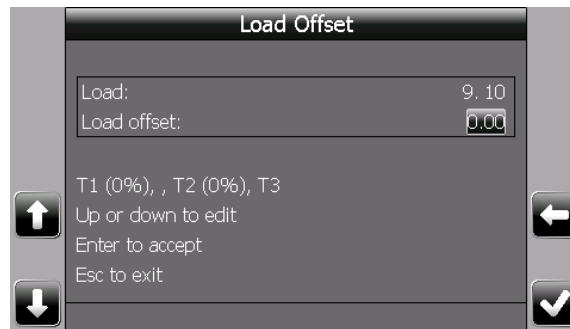 Load Offset
Load: 9.10
Load offset: 0.00
T1 (0%), , T2 (0%), T3
Up or down to edit
Enter to accept
Esc to exit